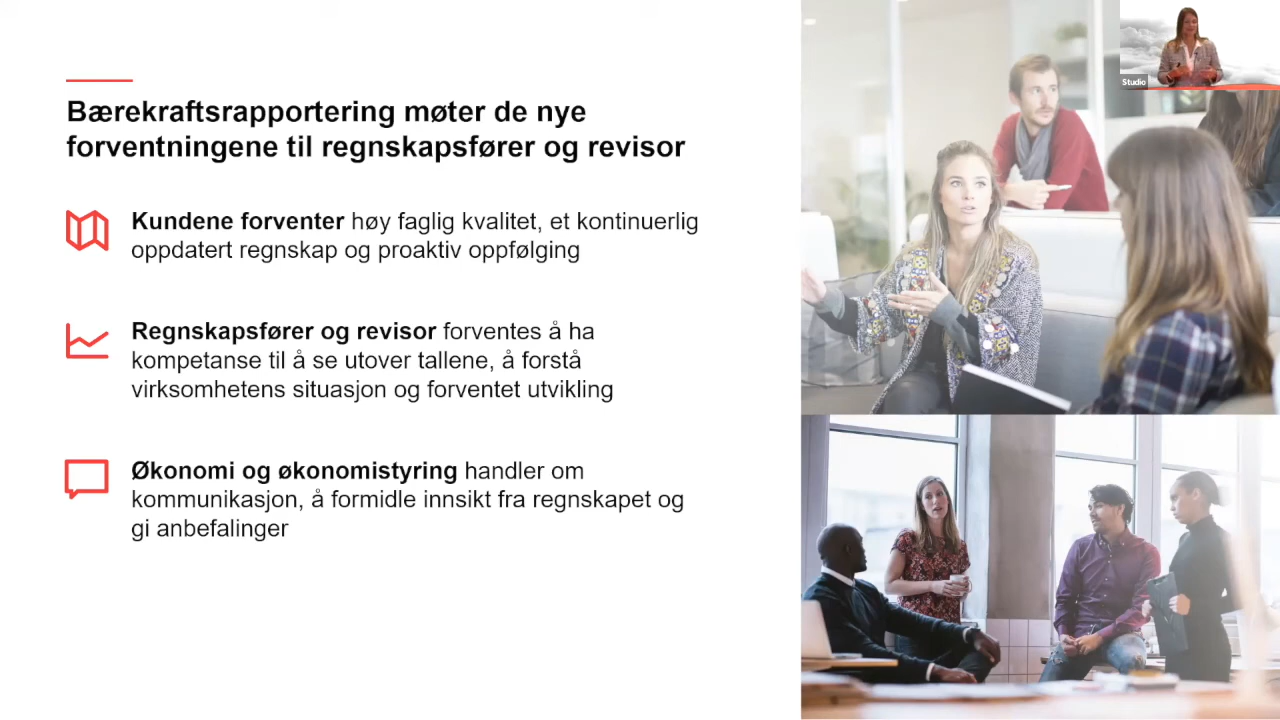 Bærekraftsrapportering møter de nye
forventningene til regnskapsfører og revisor
Kundene forventer høy faglig kvalitet, et kontinuerlig
oppdatert regnskap og proaktiv oppfølging
Regnskapsfører og revisor forventes å ha
kompetanse til å se utover tallene, å forstå
virksomhetens situasjon og forventet utvikling
Økonomi og økonomistyring handler om
kommunikasjon, å formidle innsikt fra regnskapet og
gi anbefalinger
Studio